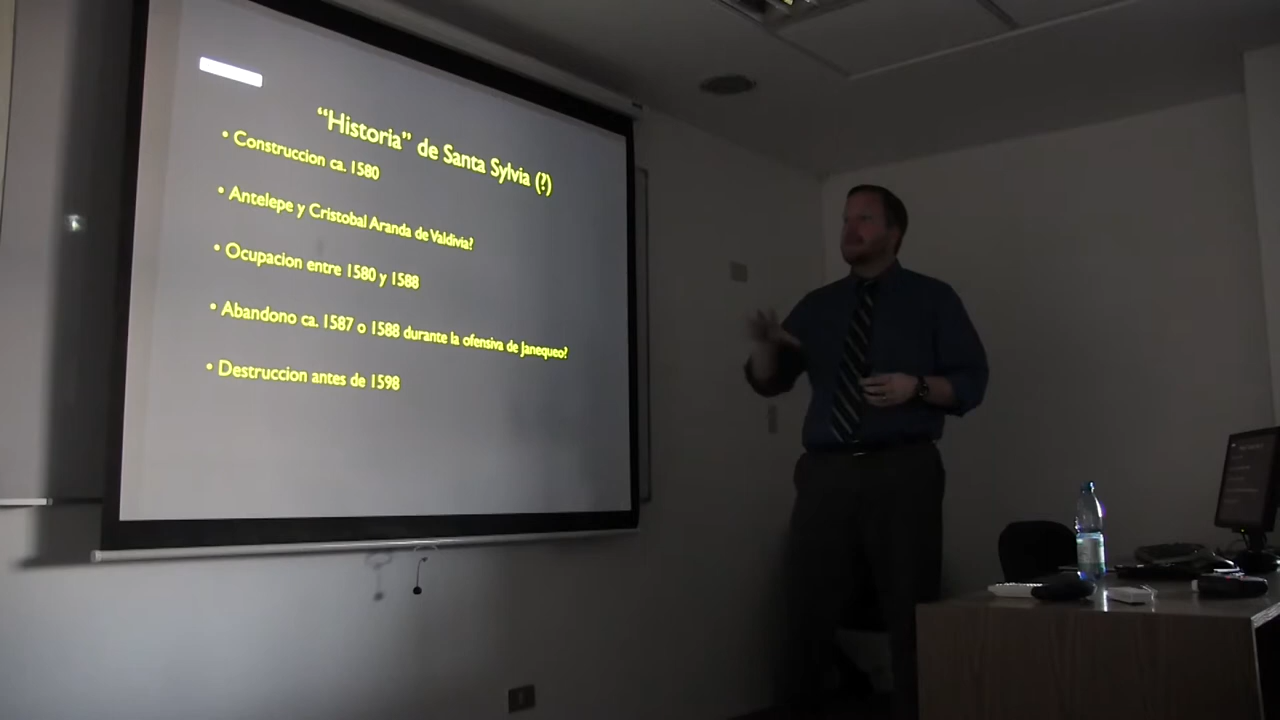 “Historia” de Santa Sylvia (?)
• Construccion ca. 1580
• Antelepe y Cristobal Aranda de Valdivia?
• Ocupacion entre 1580 y 1588
• Abandono ca. 1587 o 1588 durante la ofensiva de Janequeo?
• Destruccion antes de 1598